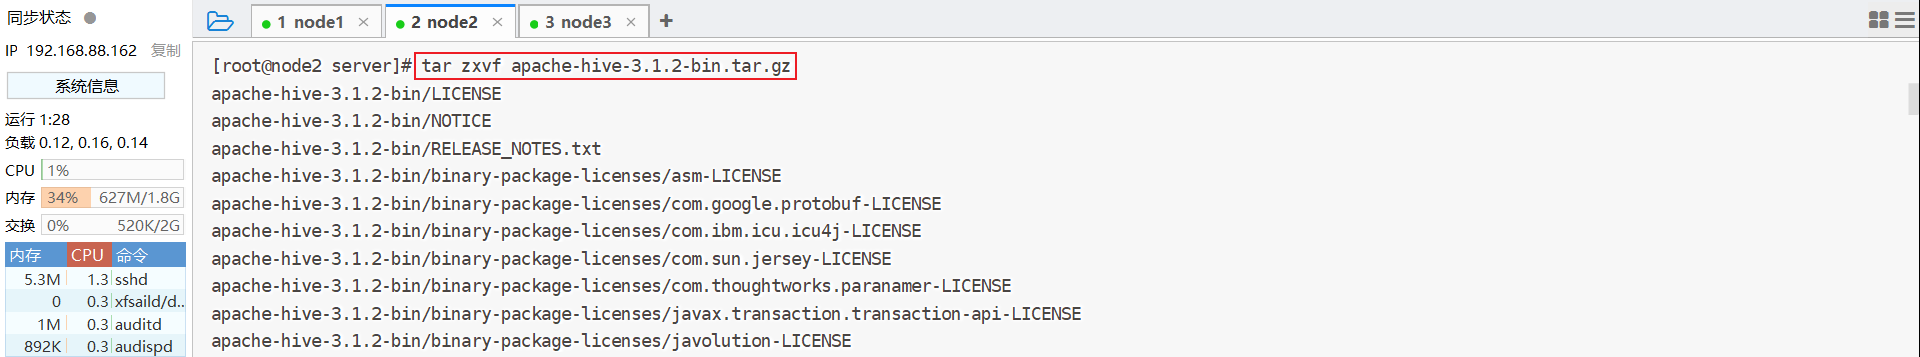 同步状态
IP 192.168.88.162 复制
系统信息
运行 1:28
负载 0.12, 0.16, 0.14
CPU 1%
内存 34% 627M/1.8G
交换 0% 520K/2G
内存 CPU 命令
5.3M 1.3 sshd
0 0.3 xfsaild/d..
1M 0.3 auditd
892K 0.3 audispd
1 node1 × 2 node2 × 3 node3 × +
[root@node2 server]# tar zxvf apache-hive-3.1.2-bin.tar.gz
apache-hive-3.1.2-bin/LICENSE
apache-hive-3.1.2-bin/NOTICE
apache-hive-3.1.2-bin/RELEASE_NOTES.txt
apache-hive-3.1.2-bin/binary-package-licenses/asm-LICENSE
apache-hive-3.1.2-bin/binary-package-licenses/com.google.protobuf-LICENSE
apache-hive-3.1.2-bin/binary-package-licenses/com.ibm.icu.icu4j-LICENSE
apache-hive-3.1.2-bin/binary-package-licenses/com.sun.jersey-LICENSE
apache-hive-3.1.2-bin/binary-package-licenses/com.thoughtworks.paranamer-LICENSE
apache-hive-3.1.2-bin/binary-package-licenses/javax.transaction.transaction-api-LICENSE
apache-hive-3.1.2-bin/binary-package-licenses/javolution-LICENSE